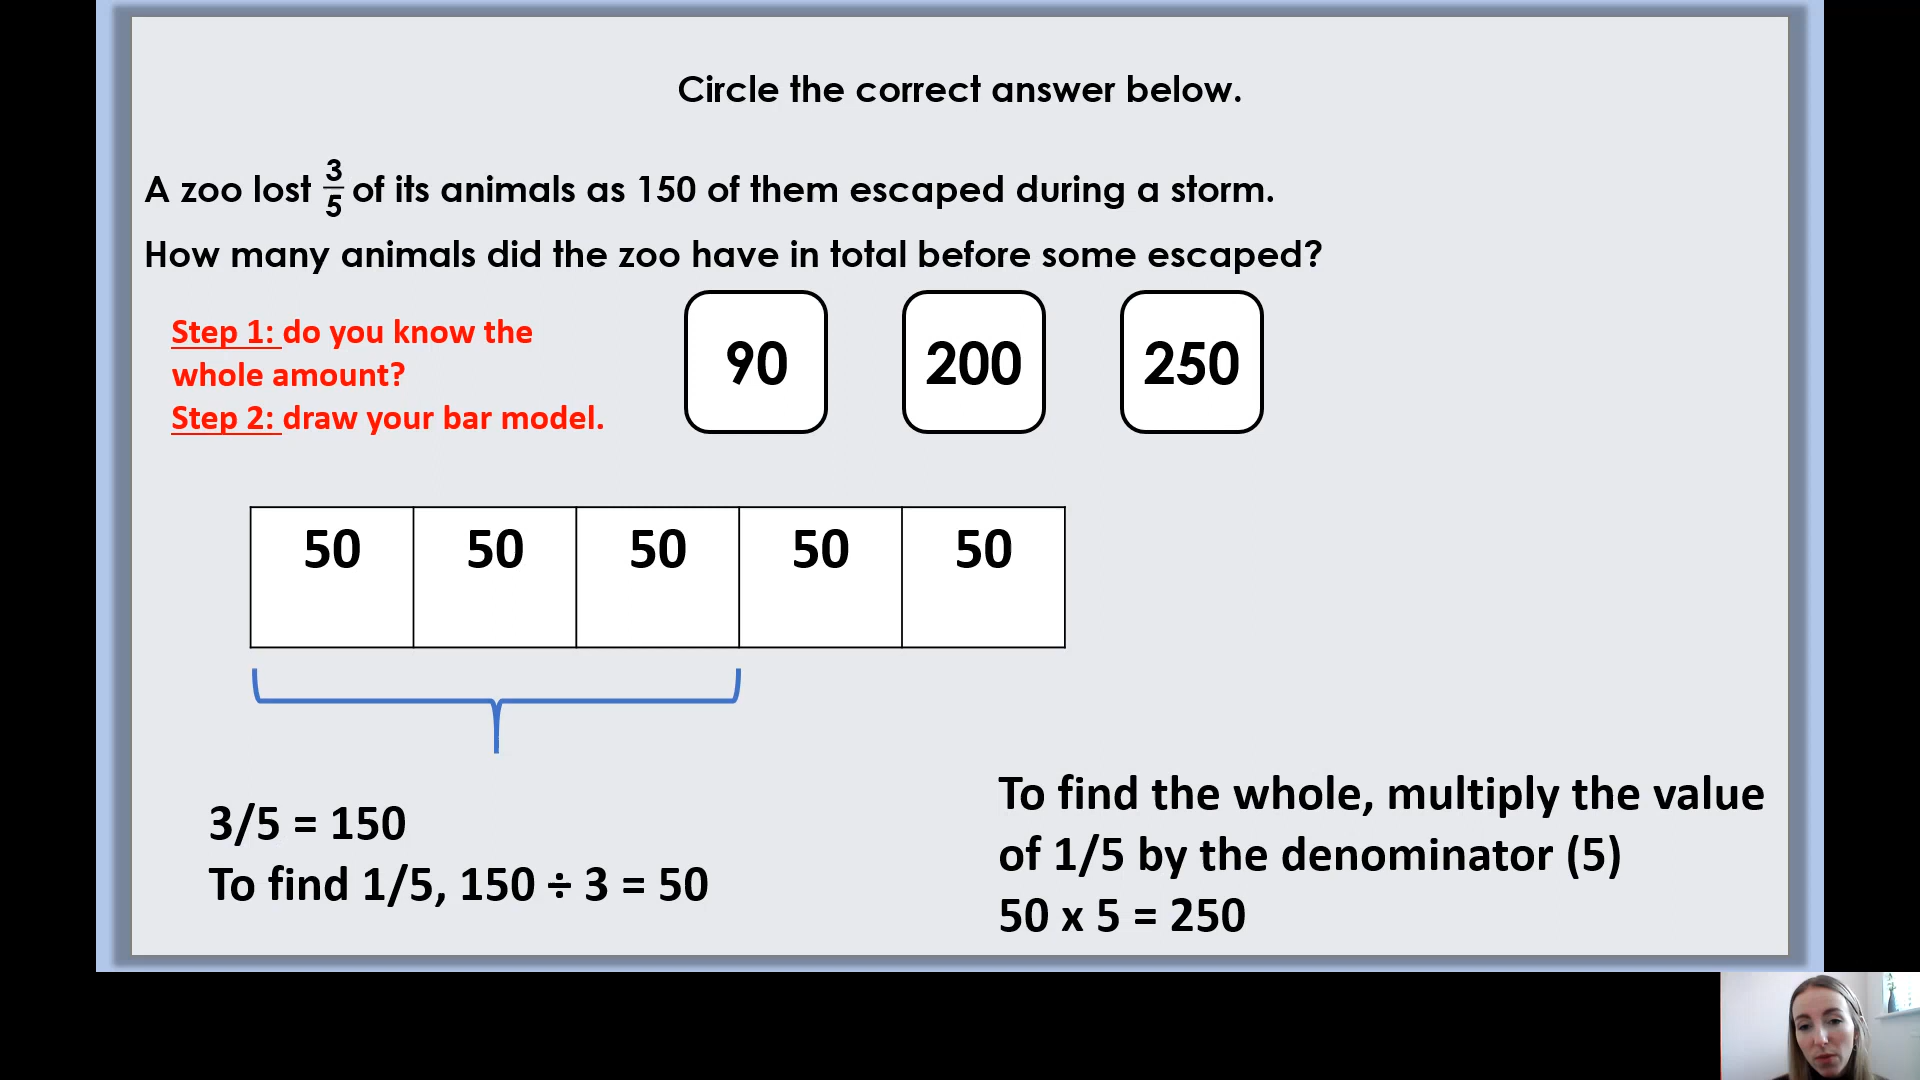 Circle the correct answer below.
A zoo lost 3/5 of its animals as 150 of them escaped during a storm.
How many animals did the zoo have in total before some escaped?
Step 1: do you know the
whole amount?
Step 2: draw your bar model.
90 200 250
50 50 50 50 50
3/5 = 150
To find 1/5, 150 ÷ 3 = 50
To find the whole, multiply the value
of 1/5 by the denominator (5)
50 x 5 = 250